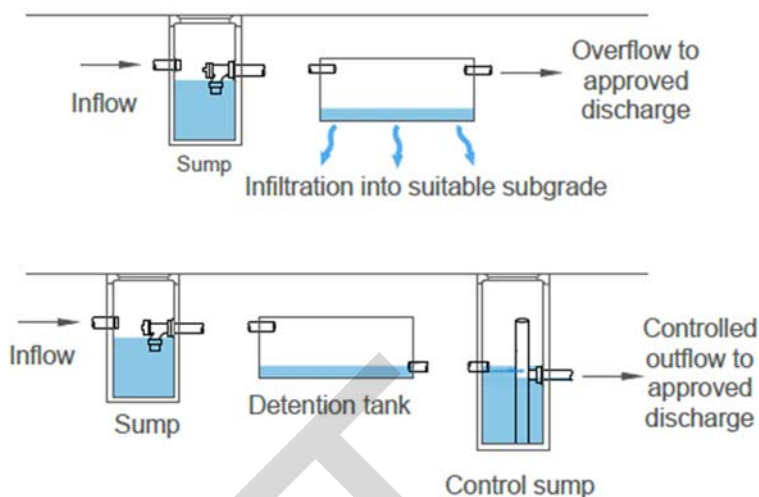 Inflow
Sump
Overflow to
approved
discharge
Infiltration into suitable subgrade
Inflow
Sump
Detention tank
Control sump
Controlled
outflow to
approved
discharge